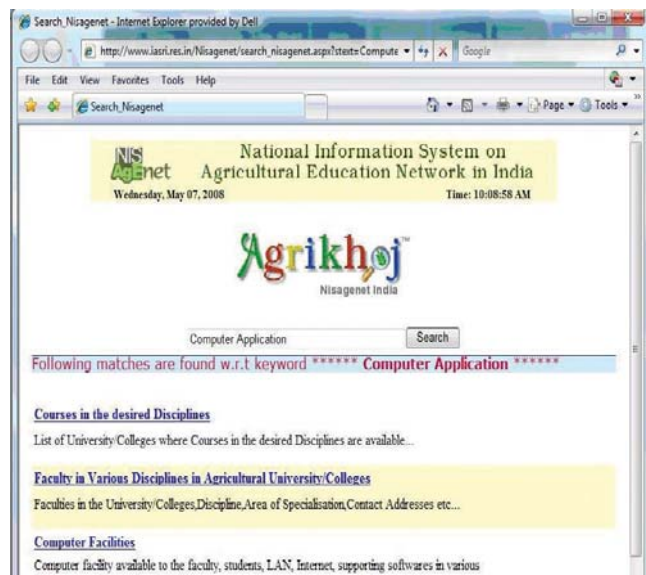 Search_Nisagenet - Internet Explorer provided by Dell
http://www.iasri.res.in/Nisagenet/search_nisagenet.aspx?stext=Compute
Google
File Edit View Favorites Tools Help
Search_Nisagenet
Page
Tools
NIS
AgEnet
National Information System on
Agricultural Education Network in India
Wednesday, May 07, 2008
Time: 10:08:58 AM
Agrikhoj™
Nisagenet India
Computer Application
Search
Following matches are found w.r.t keyword ****** Computer Application ******
Courses in the desired Disciplines
List of University/Colleges where Courses in the desired Disciplines are available...
Faculty in Various Disciplines in Agricultural University/Colleges
Faculties in the University/Colleges,Discipline,Area of Specialisation,Contact Addresses etc...
Computer Facilities
Computer facility available to the faculty, students, LAN, Internet, supporting softwares in various